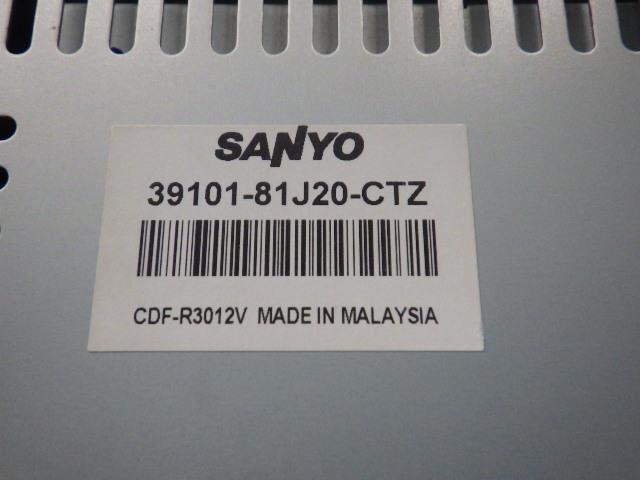 SANYO
39101-81J20-CTZ
CDF-R3012V MADE IN MALAYSIA